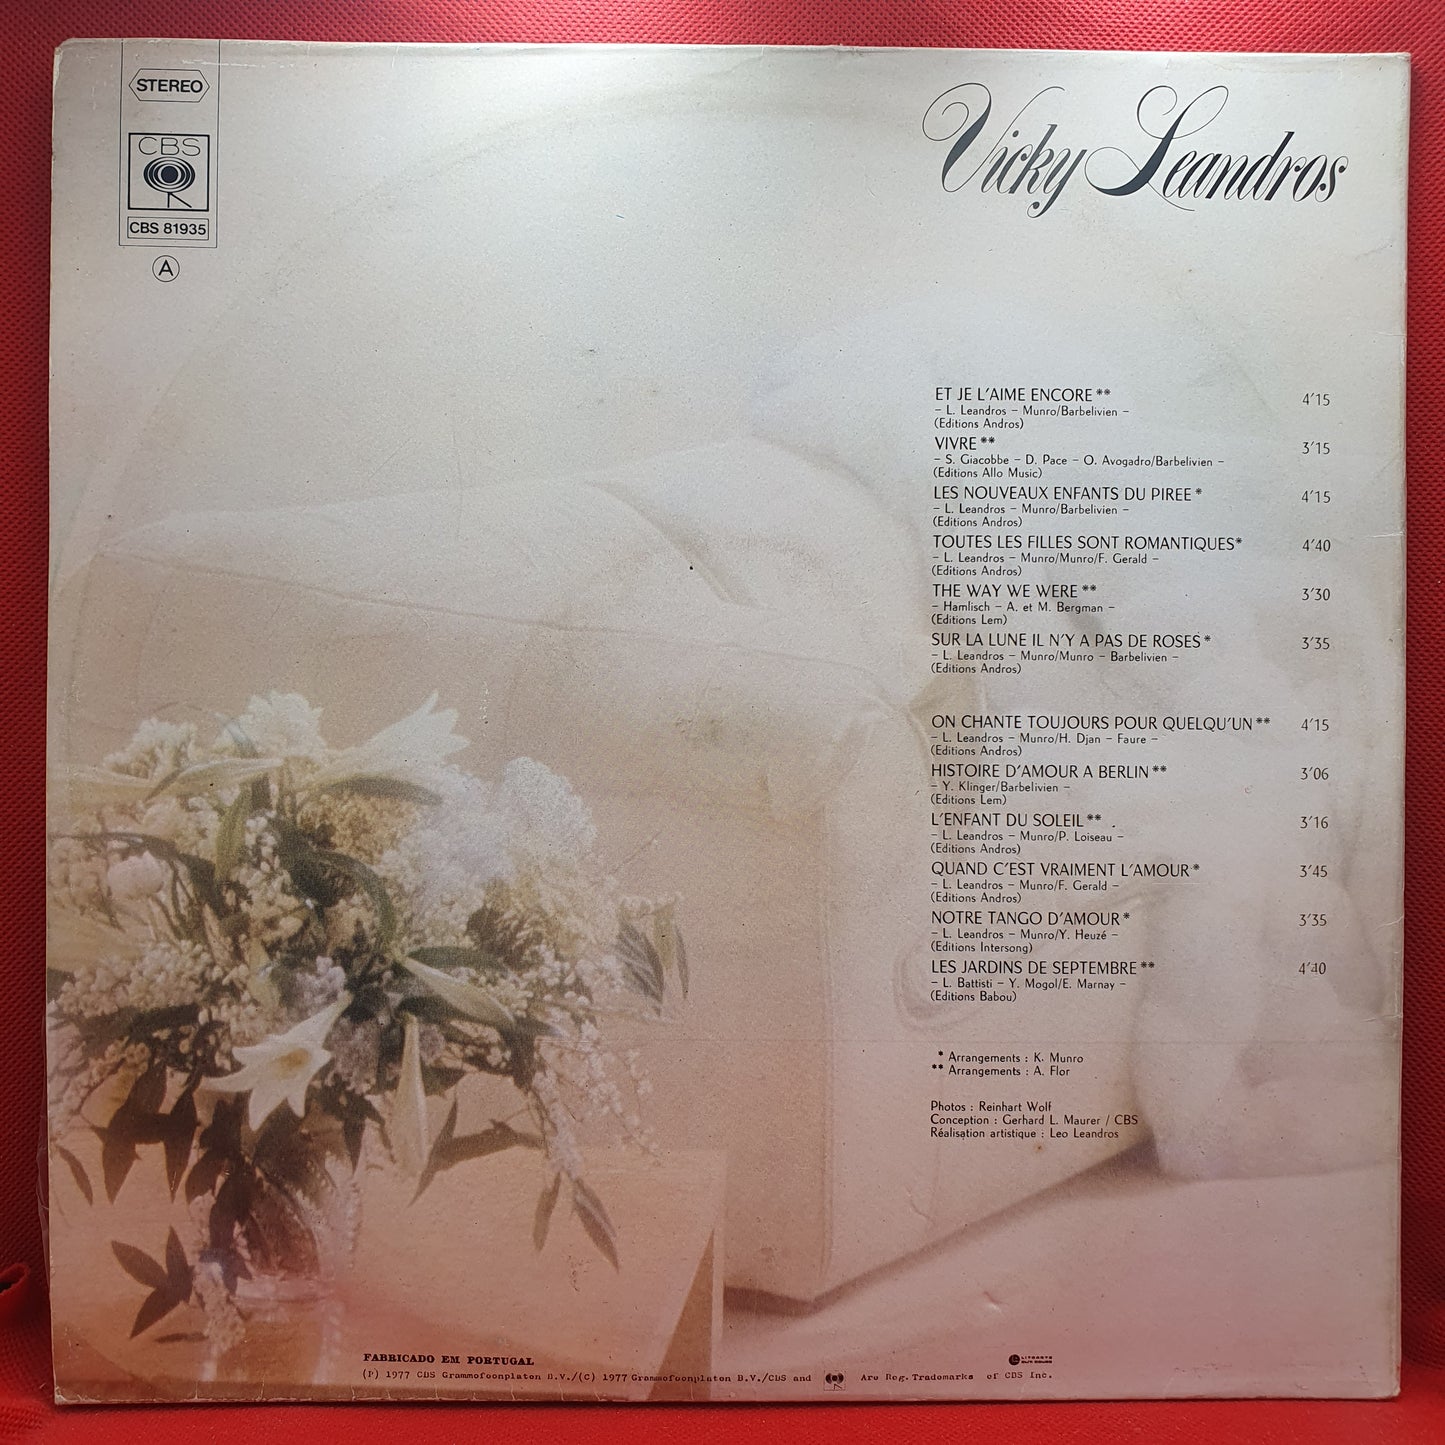 STEREO
CBS
CBS 81935
A
Vicky Leandros
ET JE L'AIME ENCORE ** 4'15
– L. Leandros – Munro/Barbelivien –
(Editions Andros)
VIVRE ** 3'15
– S. Giacobbe – D. Pace – O. Avogadro/Barbelivien –
(Editions Allo Music)
LES NOUVEAUX ENFANTS DU PIREE * 4'15
– L. Leandros – Munro/Barbelivien –
(Editions Andros)
TOUTES LES FILLES SONT ROMANTIQUES* 4'40
– L. Leandros – Munro/Munro/F. Gerald –
(Editions Andros)
THE WAY WE WERE ** 3'30
– Hamlisch – A. et M. Bergman –
(Editions Lem)
SUR LA LUNE IL N'Y A PAS DE ROSES * 3'35
– L. Leandros – Munro/Munro – Barbelivien –
(Editions Andros)
ON CHANTE TOUJOURS POUR QUELQU'UN ** 4'15
– L. Leandros – Munro/H. Djan – Faure –
(Editions Andros)
HISTOIRE D'AMOUR A BERLIN ** 3'06
– Y. Klinger/Barbelivien –
(Editions Lem)
L'ENFANT DU SOLEIL ** 3'16
– L. Leandros – Munro/P. Loiseau –
(Editions Andros)
QUAND C'EST VRAIMENT L'AMOUR * 3'45
– L. Leandros – Munro/F. Gerald –
(Editions Andros)
NOTRE TANGO D'AMOUR * 3'35
– L. Leandros – Munro/Y. Heuzé –
(Editions Intersong)
LES JARDINS DE SEPTEMBRE ** 4'40
– L. Battisti – Y. Mogol/E. Marnay –
(Editions Babou)
* Arrangements : K. Munro
** Arrangements : A. Flor
Photos : Reinhart Wolf
Conception : Gerhard L. Maurer / CBS
Réalisation artistique : Leo Leandros
FABRICADO EM PORTUGAL
(P) 1977 CBS Grammofoonplaten B.V./(C) 1977 Grammofoonplaten B.V./CBS and Are Reg. Trademarks of CBS Inc.